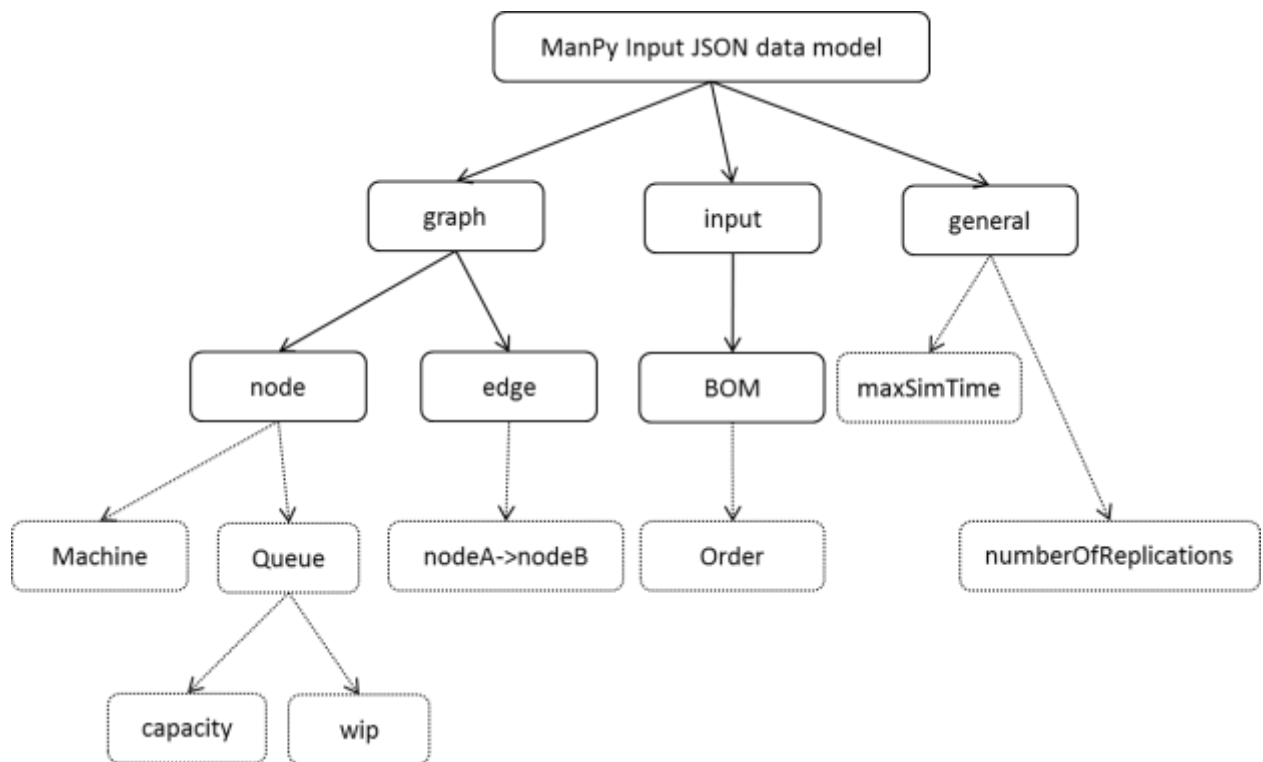 ManPy Input JSON data model
graph
input
general
node
edge
BOM
maxSimTime
Machine
Queue
nodeA->nodeB
Order
numberOfReplications
capacity
wip